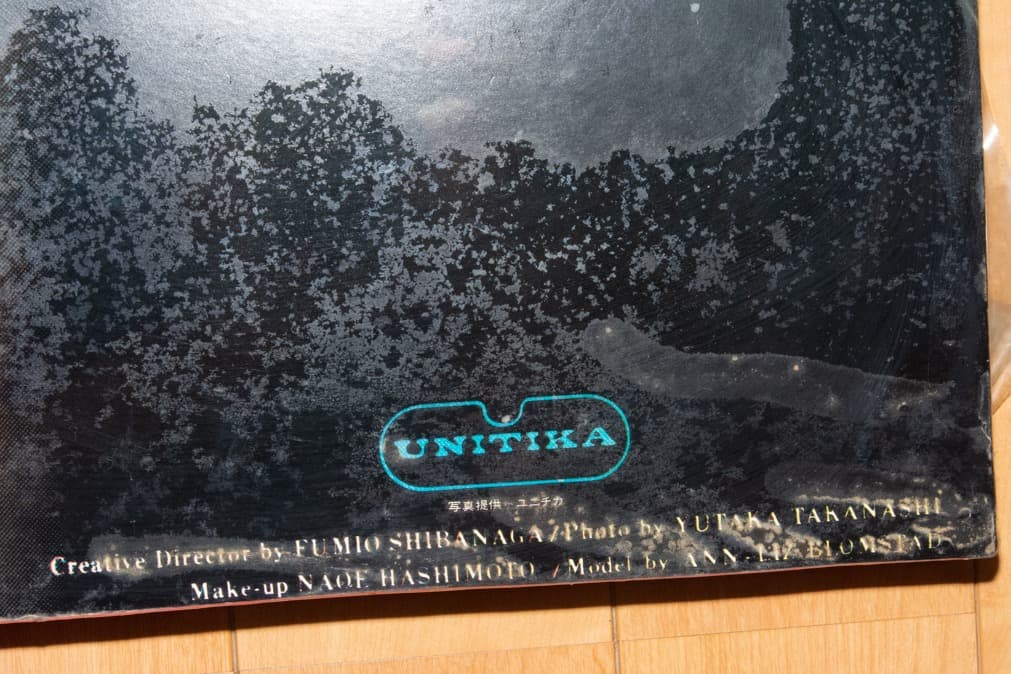 UNITIKA
写真提供-ユニチカ
Creative Director by FUMIO SHIBANAGA/Photo by YUTAKA TAKANASHI
Make-up NAOE HASHIMOTO /Model by ANN-LIZ BLOMSTAD